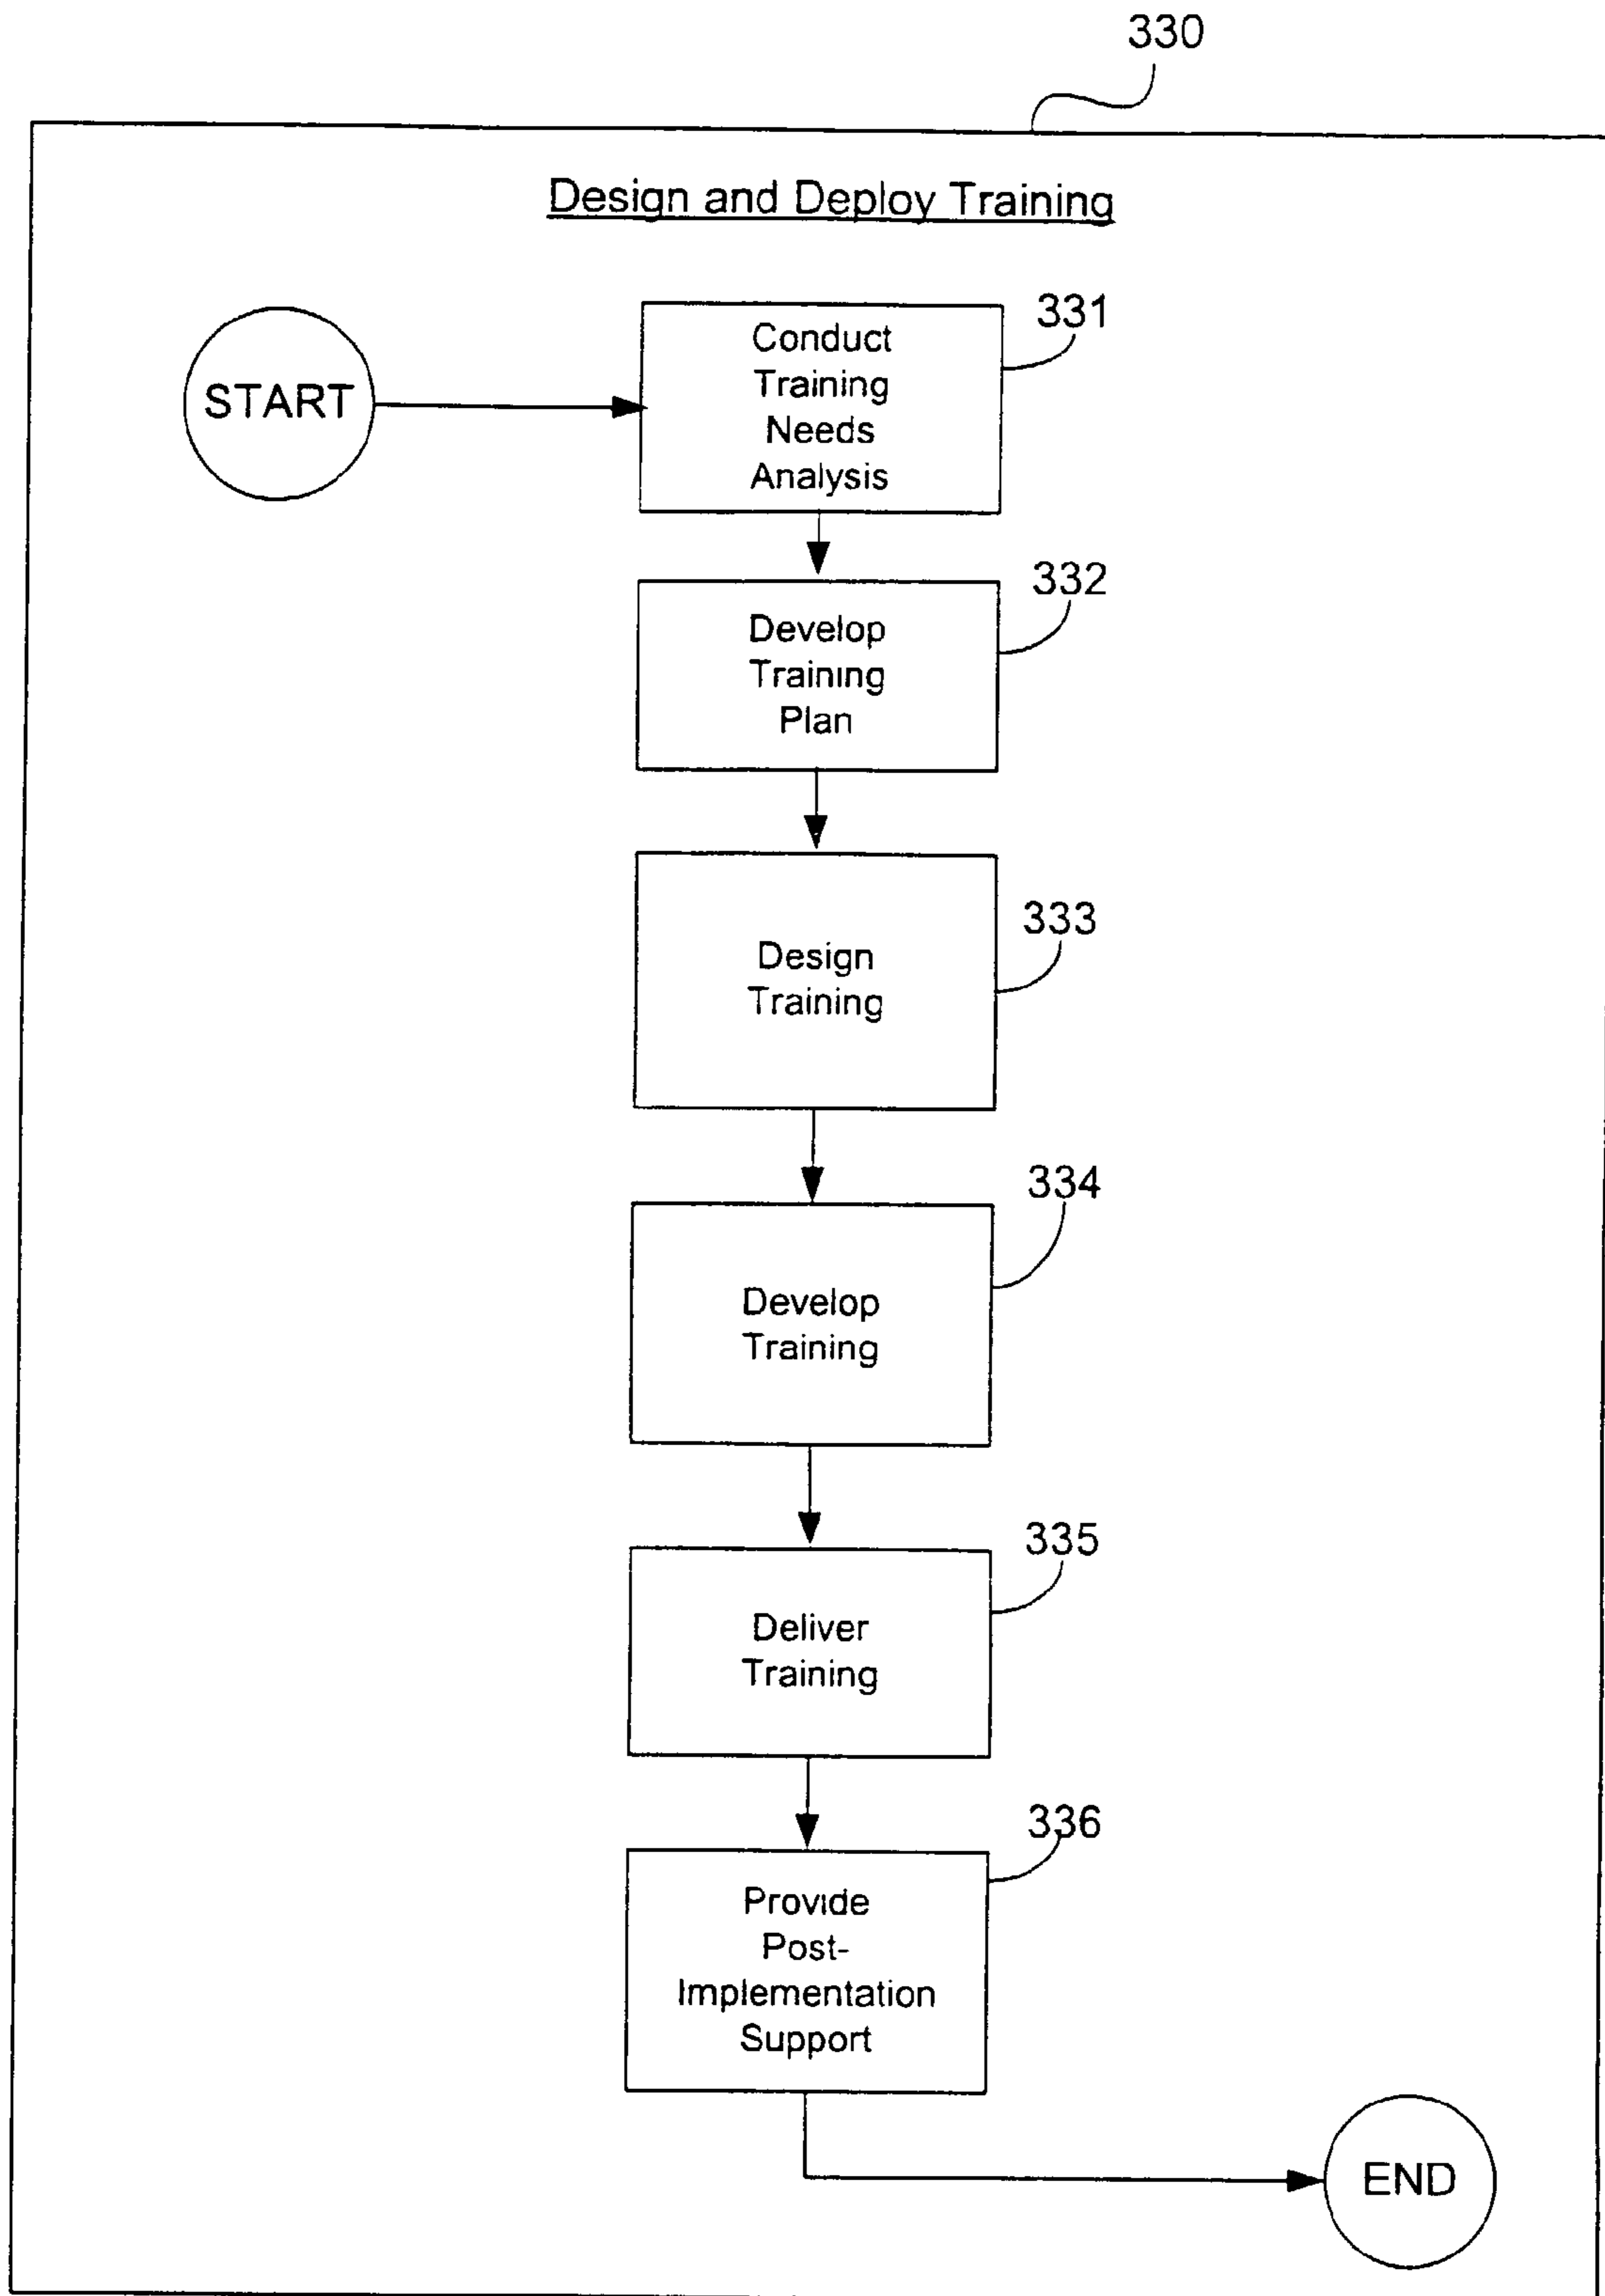 330
Design and Deploy Training
START
Conduct
Training
Needs
Analysis
331
Develop
Training
Plan
332
Design
Training
333
Develop
Training
334
Deliver
Training
335
Provide
Post-
Implementation
Support
336
END